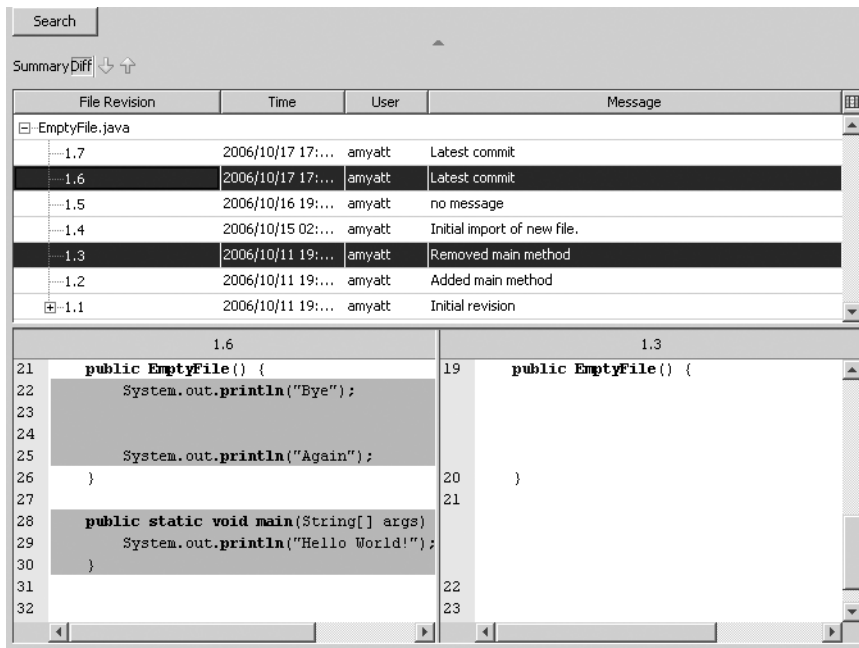 Search
Summary Diff
File Revision Time User Message
EmptyFile.java
1.7 2006/10/17 17:... amyatt Latest commit
1.6 2006/10/17 17:... amyatt Latest commit
1.5 2006/10/16 19:... amyatt no message
1.4 2006/10/15 02:... amyatt Initial import of new file.
1.3 2006/10/11 19:... amyatt Removed main method
1.2 2006/10/11 19:... amyatt Added main method
1.1 2006/10/11 19:... amyatt Initial revision
1.6
21 public EmptyFile() {
22 System.out.println("Bye");
23
24
25 System.out.println("Again");
26 }
27
28 public static void main(String[] args)
29 System.out.println("Hello World!");
30 }
31
32
1.3
19 public EmptyFile() {
20 }
21
22
23